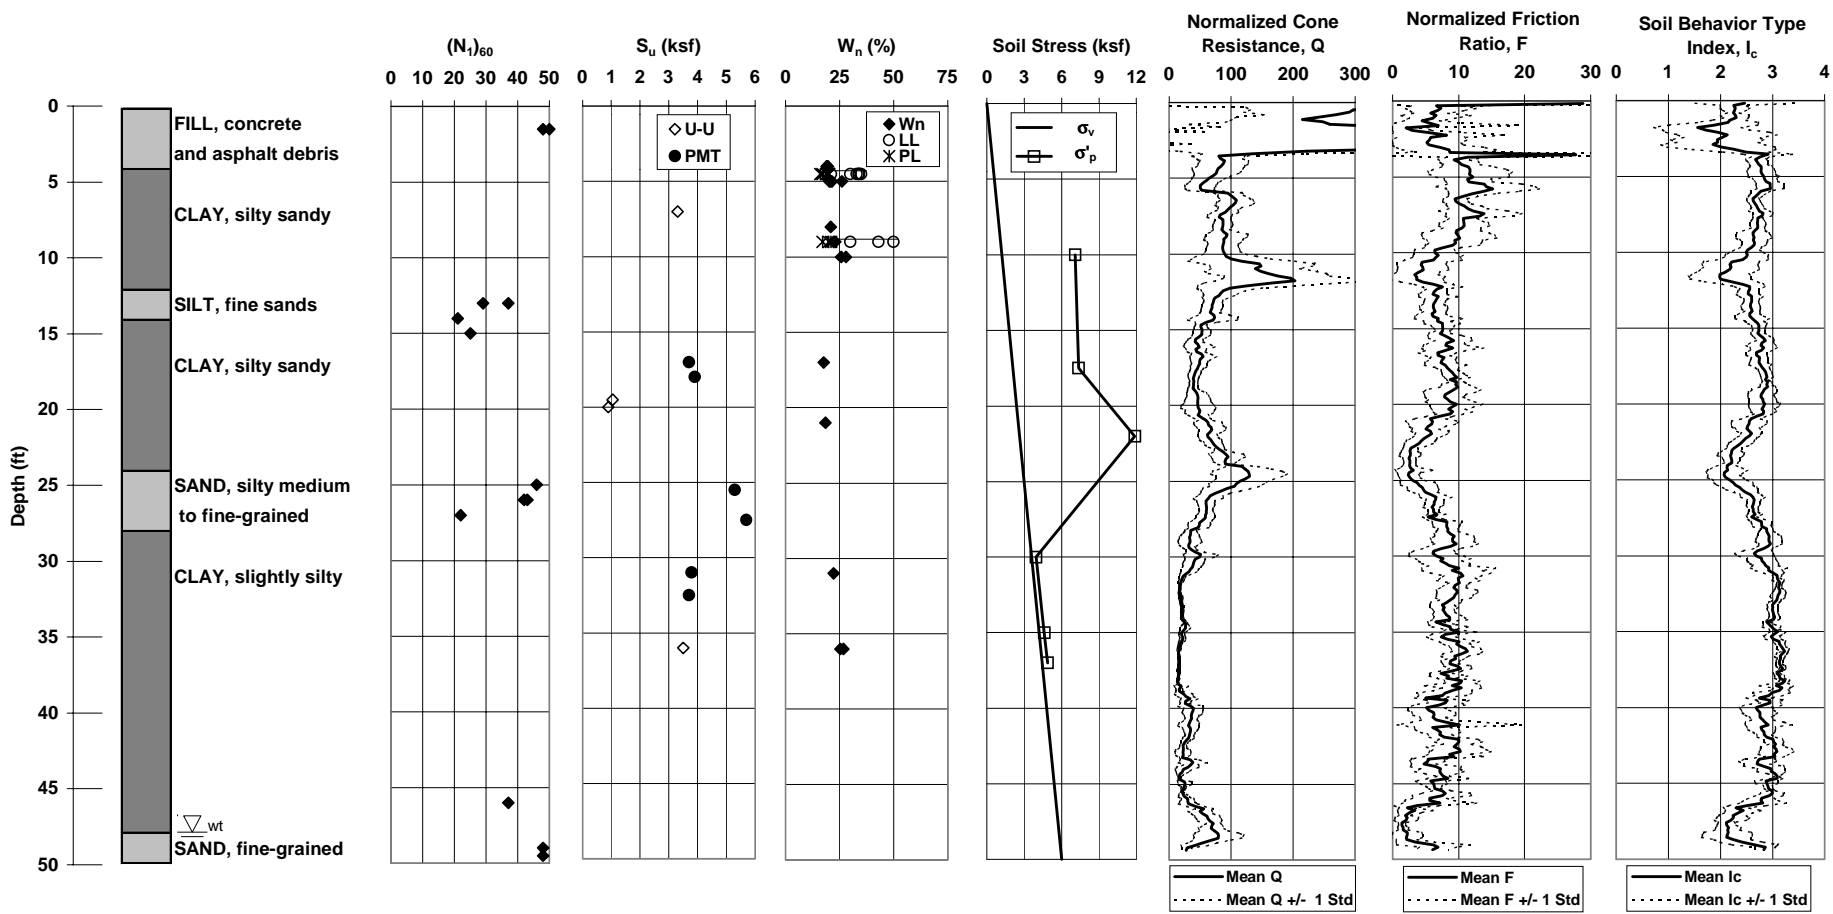 Normalized Cone
Resistance, Q
Normalized Friction
Ratio, F
Soil Behavior Type
Index, Ic
(N1)60
Su (ksf)
Wn (%)
Soil Stress (ksf)
0 10 20 30 40 50
0 1 2 3 4 5 6
0 25 50 75
0 3 6 9 12
0 100 200 300
0 10 20 30
0 1 2 3 4
Depth (ft)
0
5
10
15
20
25
30
35
40
45
50
FILL, concrete
and asphalt debris
CLAY, silty sandy
SILT, fine sands
CLAY, silty sandy
SAND, silty medium
to fine-grained
CLAY, slightly silty
wt
SAND, fine-grained
U-U
PMT
Wn
LL
PL
σv
σ'p
Mean Q
Mean Q +/- 1 Std
Mean F
Mean F +/- 1 Std
Mean Ic
Mean Ic +/- 1 Std